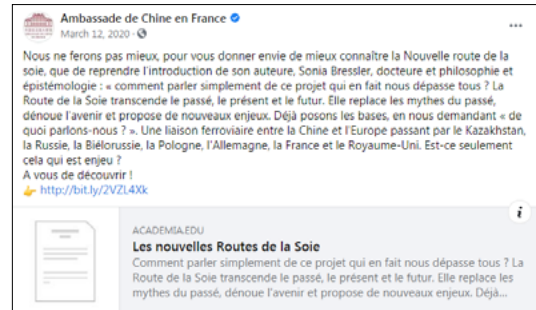 Ambassade de Chine en France
March 12, 2020 ·
Nous ne ferons pas mieux, pour vous donner envie de mieux connaître la Nouvelle route de la
soie, que de reprendre l'introduction de son auteure, Sonia Bressler, docteure et philosophie et
épistémologie : « comment parler simplement de ce projet qui en fait nous dépasse tous ? La
Route de la Soie transcende le passé, le présent et le futur. Elle replace les mythes du passé,
dénoue l'avenir et propose de nouveaux enjeux. Déjà posons les bases, en nous demandant « de
quoi parlons-nous ? ». Une liaison ferroviaire entre la Chine et l'Europe passant par le Kazakhstan,
la Russie, la Biélorussie, la Pologne, l'Allemagne, la France et le Royaume-Uni. Est-ce seulement
cela qui est enjeu ?
A vous de découvrir !
👉 http://bit.ly/2VZL4Xk
ACADEMIA.EDU
Les nouvelles Routes de la Soie
Comment parler simplement de ce projet qui en fait nous dépasse tous ? La
Route de la Soie transcende le passé, le présent et le futur. Elle replace les
mythes du passé, dénoue l'avenir et propose de nouveaux enjeux. Déjà...